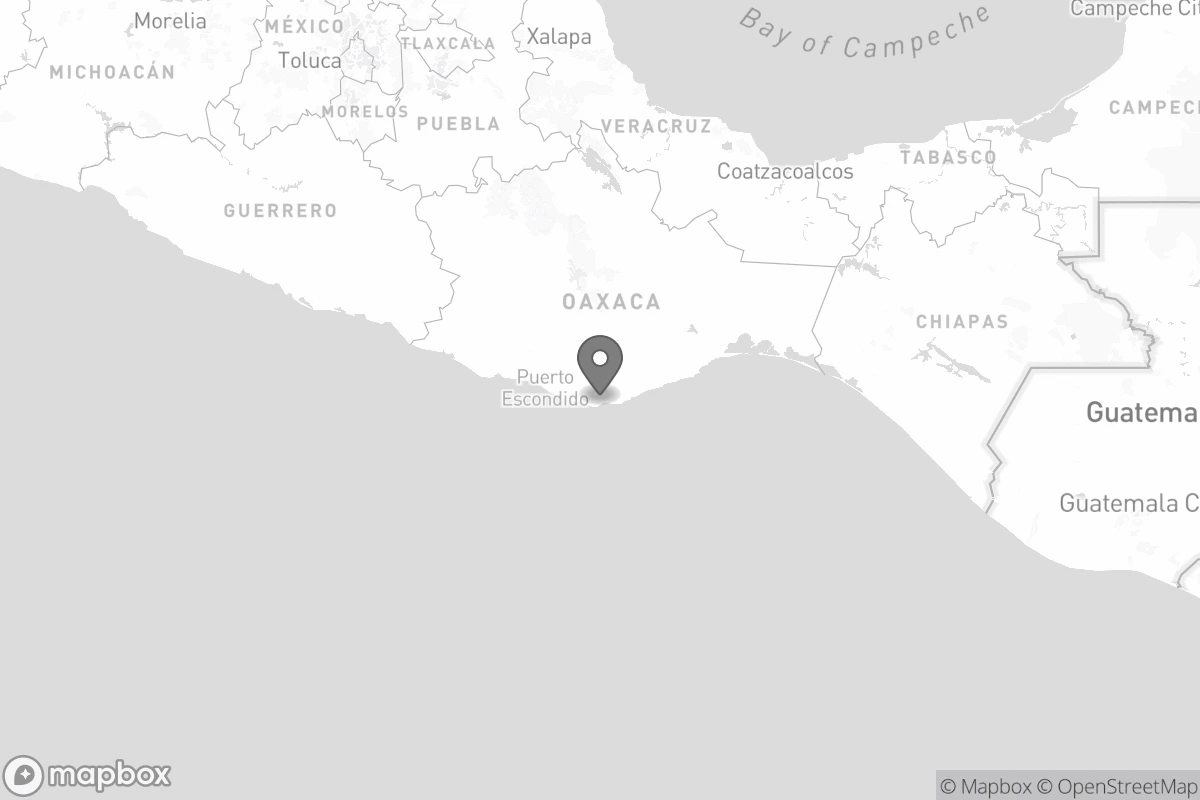 Campeche Cit
Morelia
MÉXICO
Bay of Campeche
Xalapa
TLAXCALA
Toluca
MICHOACÁN
CAMPECH
MORELOS
PUEBLA
VERACRUZ
TABASCO
Coatzacoalcos
GUERRERO
OAXACA
CHIAPAS
Puerto
Escondido
Guatema
Guatemala C
mapbox
© Mapbox © OpenStreetMap